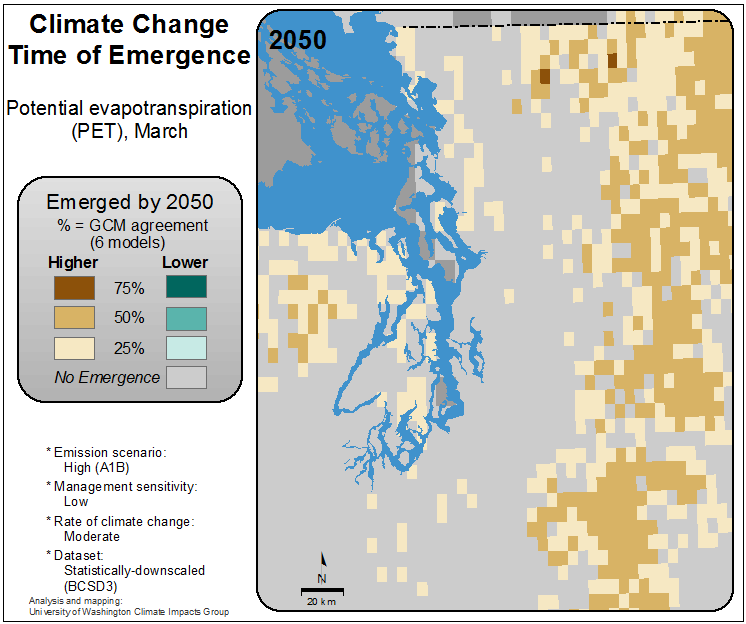 Climate Change
Time of Emergence
Potential evapotranspiration
(PET), March
Emerged by 2050
% = GCM agreement
(6 models)
Higher Lower
75%
50%
25%
No Emergence
* Emission scenario:
High (A1B)
* Management sensitivity:
Low
* Rate of climate change:
Moderate
* Dataset:
Statistically-downscaled
(BCSD3)
Analysis and mapping:
University of Washington Climate Impacts Group
2050
N
20 km